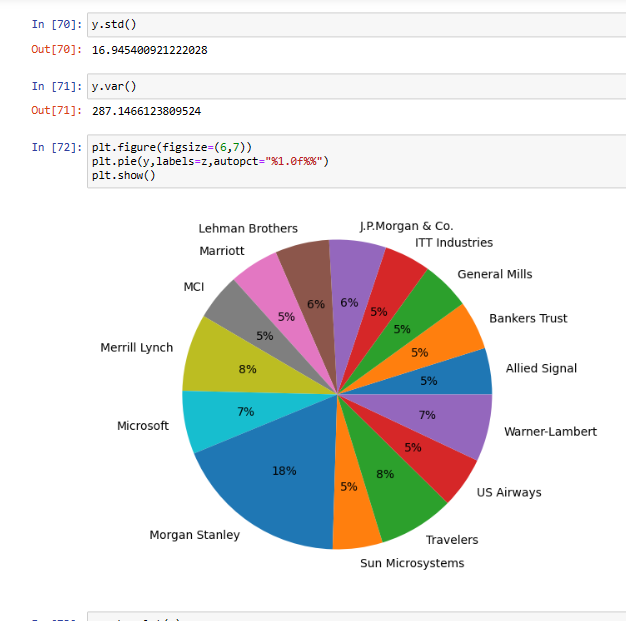 In [70]: y.std()
Out[70]: 16.945400921222028
In [71]: y.var()
Out[71]: 287.1466123809524
In [72]: plt.figure(figsize=(6,7))
plt.pie(y,labels=z,autopct="%1.0f%%")
plt.show()
Lehman Brothers
J.P.Morgan & Co.
Marriott
ITT Industries
MCI
General Mills
Merrill Lynch
Bankers Trust
Microsoft
Allied Signal
Morgan Stanley
Warner-Lambert
US Airways
Travelers
Sun Microsystems
6%
6%
5%
5%
5%
5%
8%
5%
5%
7%
7%
18%
5%
8%
5%